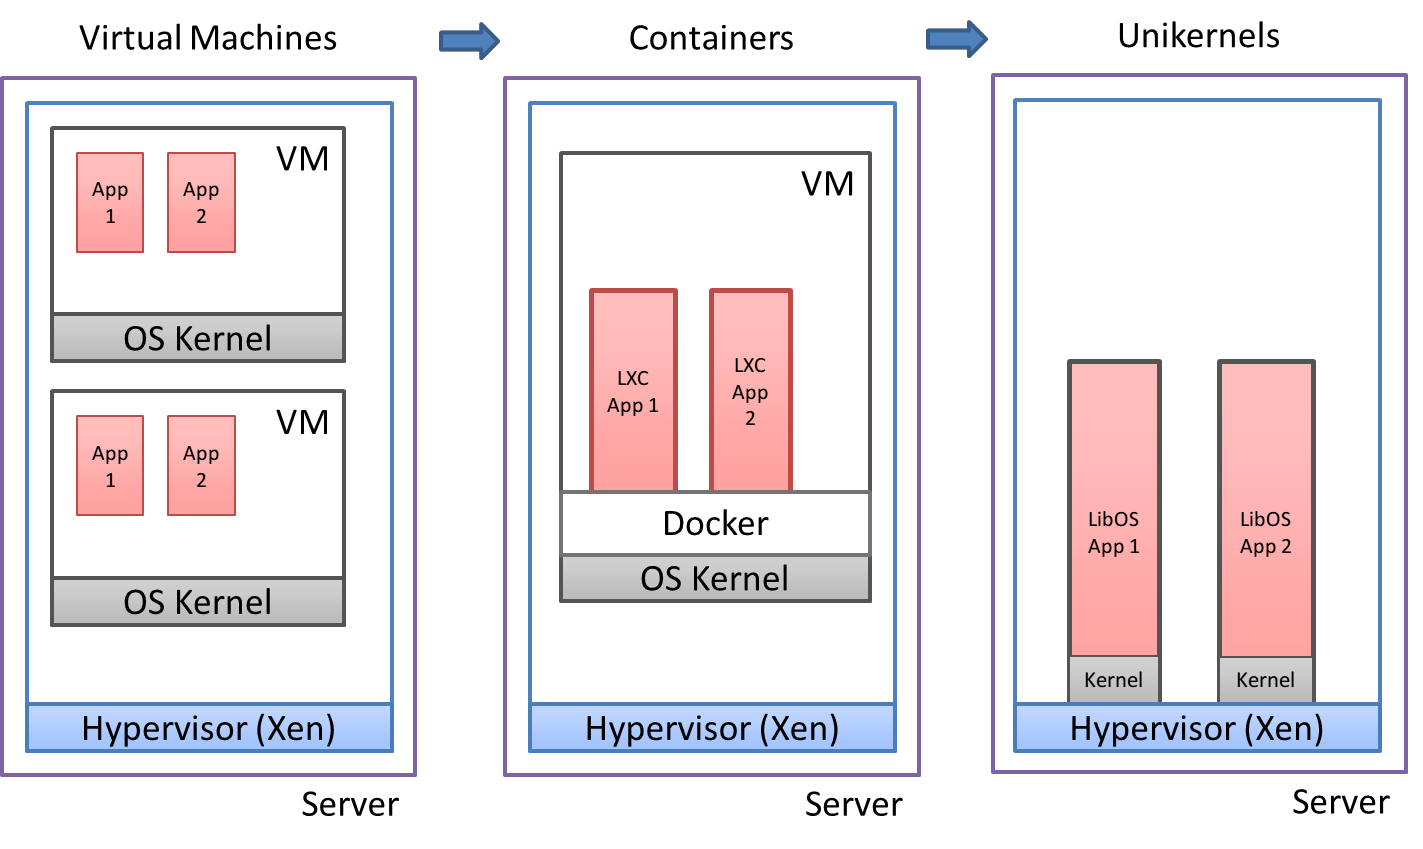 Virtual Machines
Containers
Unikernels
VM
App
1
App
2
OS Kernel
VM
App
1
App
2
OS Kernel
Hypervisor (Xen)
Server
VM
LXC
App 1
LXC
App
2
Docker
OS Kernel
Hypervisor (Xen)
Server
LibOS
App 1
LibOS
App 2
Kernel
Kernel
Hypervisor (Xen)
Server